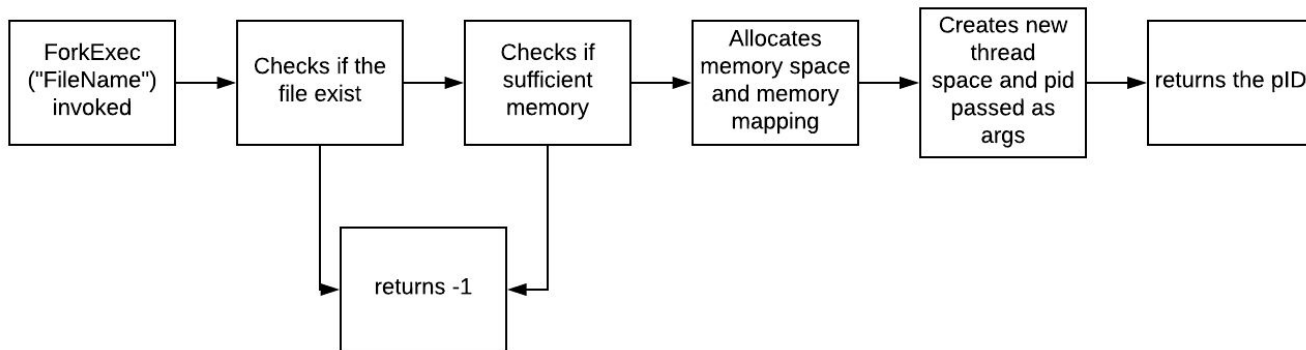 ForkExec
("FileName")
invoked
Checks if the
file exist
Checks if
sufficient
memory
Allocates
memory space
and memory
mapping
Creates new
thread
space and pid
passed as
args
returns the pID
returns -1